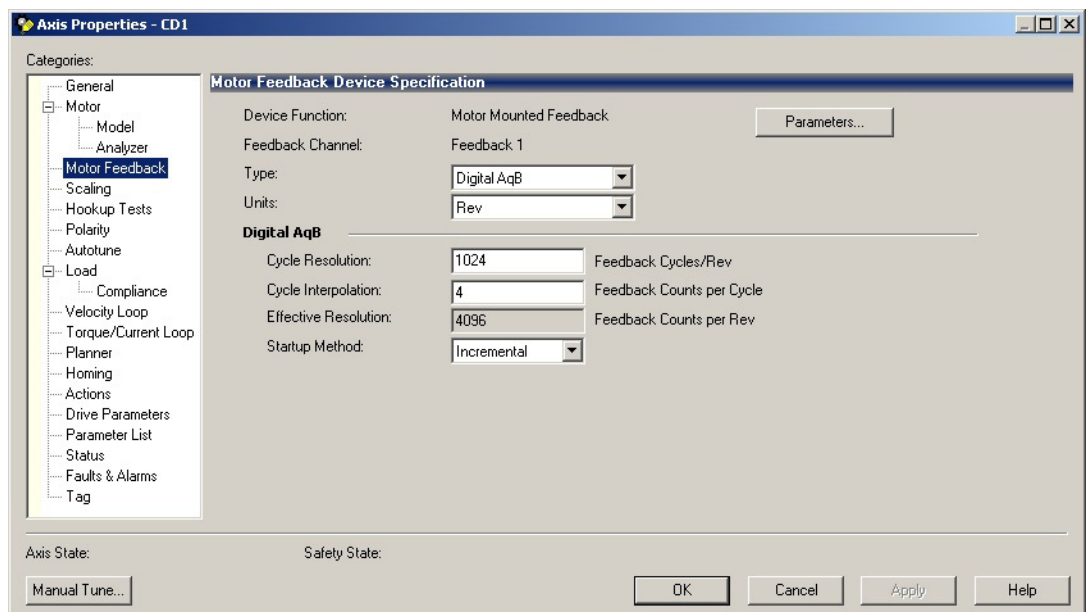 Axis Properties - CD1
Categories:
General
Motor
Model
Analyzer
Motor Feedback
Scaling
Hookup Tests
Polarity
Autotune
Load
Compliance
Velocity Loop
Torque/Current Loop
Planner
Homing
Actions
Drive Parameters
Parameter List
Status
Faults & Alarms
Tag
Motor Feedback Device Specification
Device Function: Motor Mounted Feedback Parameters...
Feedback Channel: Feedback 1
Type: Digital AqB
Units: Rev
Digital AqB
Cycle Resolution: 1024 Feedback Cycles/Rev
Cycle Interpolation: 4 Feedback Counts per Cycle
Effective Resolution: 4096 Feedback Counts per Rev
Startup Method: Incremental
Axis State: Safety State:
Manual Tune... OK Cancel Apply Help